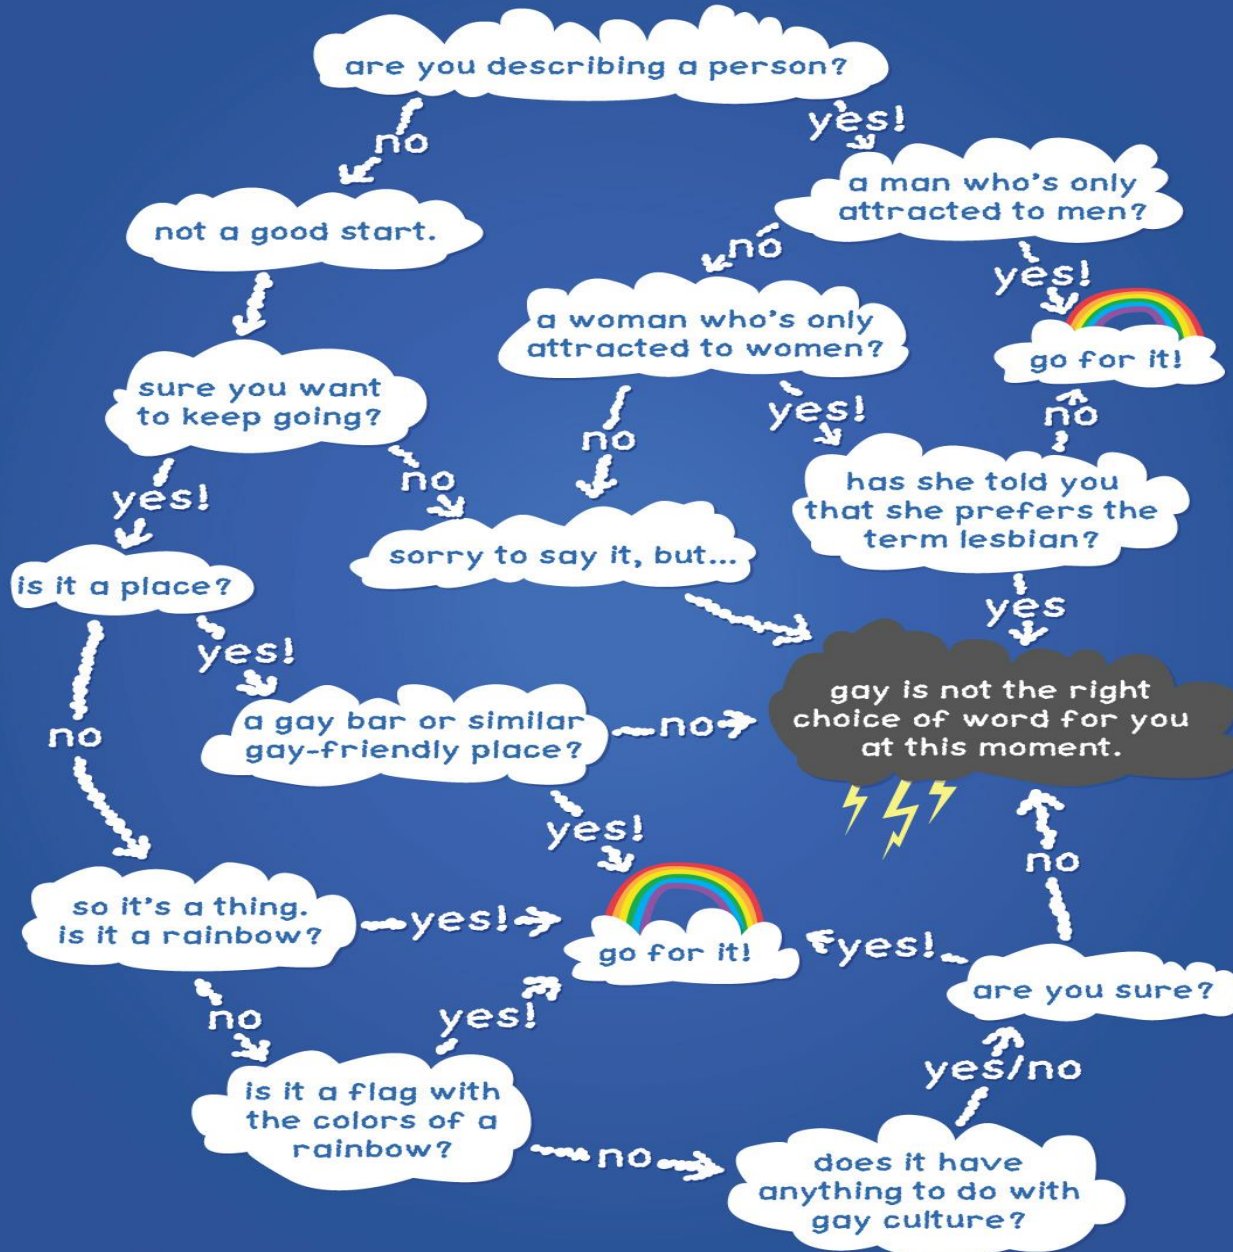 are you describing a person?
no
yes!
a man who's only
attracted to men?
not a good start.
no
yes!
a woman who's only
attracted to women?
go for it!
sure you want
to keep going?
no
yes!
no
no
yes!
has she told you
that she prefers the
term lesbian?
sorry to say it, but...
is it a place?
yes
yes!
no
gay is not the right
choice of word for you
at this moment.
a gay bar or similar
gay-friendly place?
no
yes!
no
so it's a thing.
is it a rainbow?
yes!
go for it!
yes!
are you sure?
no
yes!
yes/no
is it a flag with
the colors of a
rainbow?
no
does it have
anything to do with
gay culture?